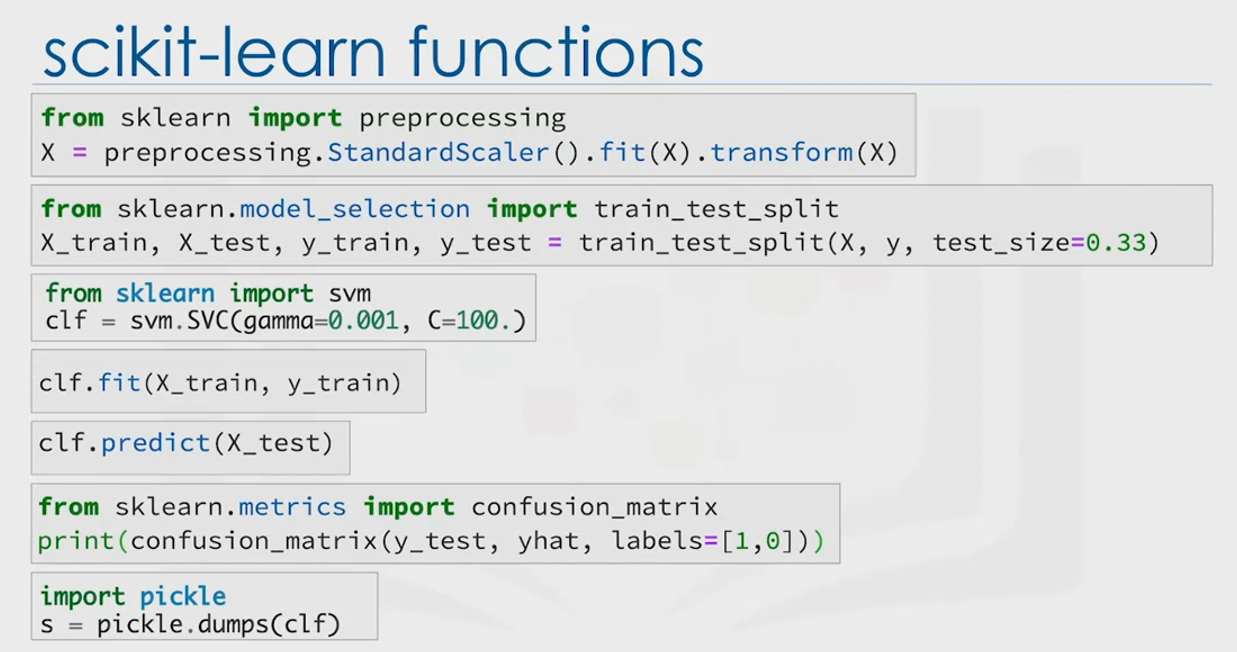 scikit-learn functions
from sklearn import preprocessing
X = preprocessing.StandardScaler().fit(X).transform(X)
from sklearn.model_selection import train_test_split
X_train, X_test, y_train, y_test = train_test_split(X, y, test_size=0.33)
from sklearn import svm
clf = svm.SVC(gamma=0.001, C=100.)
clf.fit(X_train, y_train)
clf.predict(X_test)
from sklearn.metrics import confusion_matrix
print(confusion_matrix(y_test, yhat, labels=[1,0]))
import pickle
s = pickle.dumps(clf)